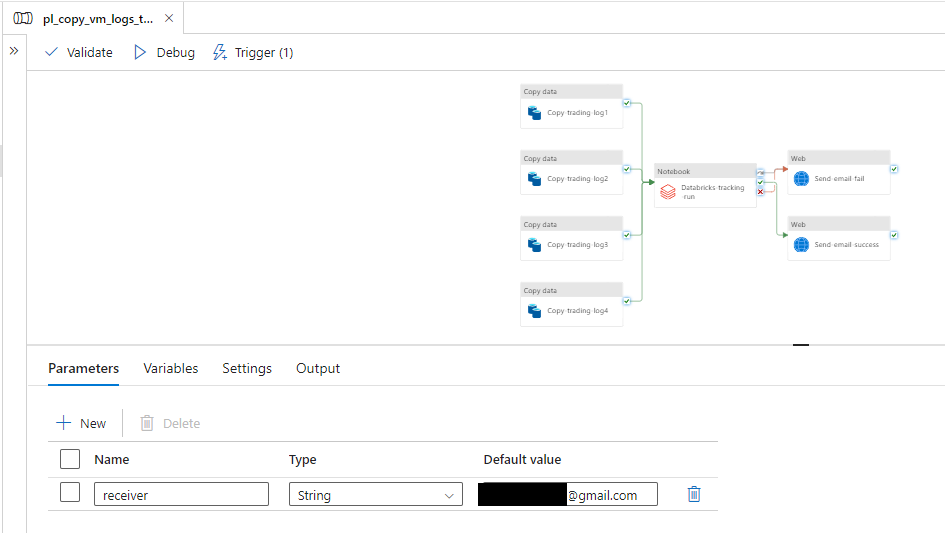 pl_copy_vm_logs_t...
Validate
Debug
Trigger (1)
Copy data
Copy-trading-log1
Copy data
Copy-trading-log2
Copy data
Copy-trading-log3
Copy data
Copy-trading-log4
Notebook
Databricks-tracking
-run
Web
Send-email-fail
Web
Send-email-success
Parameters
Variables
Settings
Output
New
Delete
Name
Type
Default value
receiver
String
@gmail.com